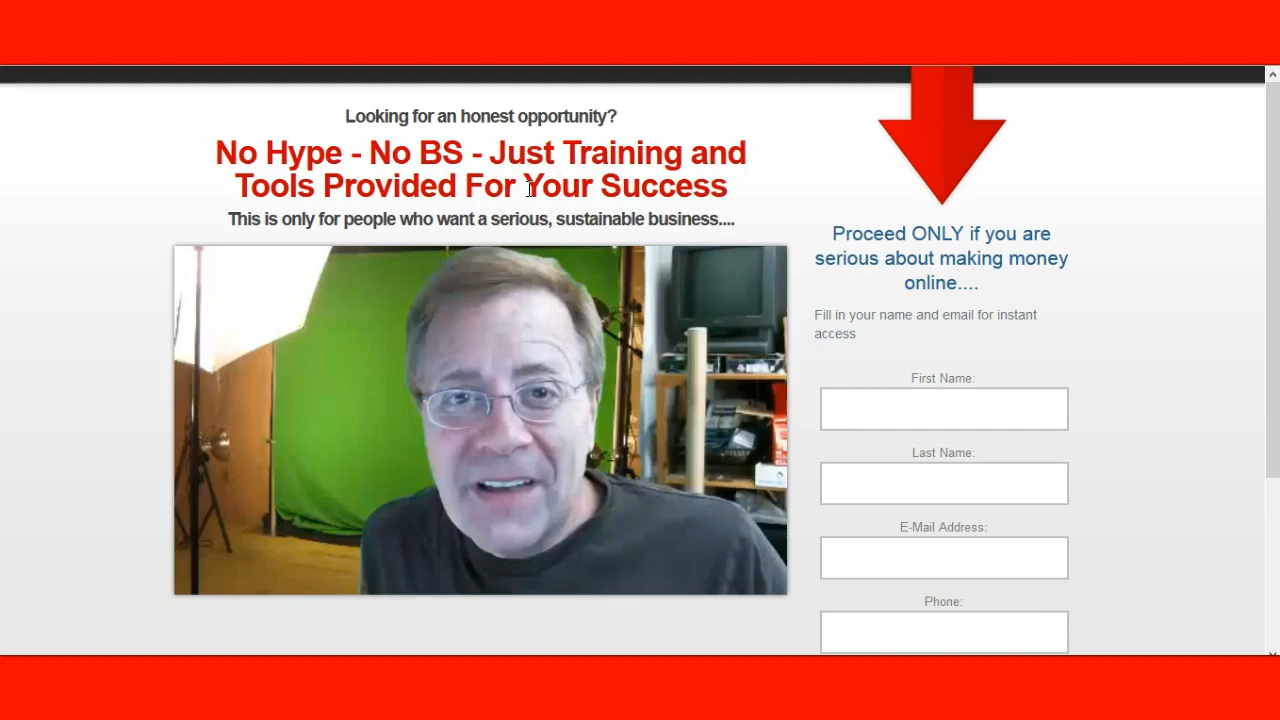 Looking for an honest opportunity?
No Hype - No BS - Just Training and
Tools Provided For Your Success
This is only for people who want a serious, sustainable business....
Proceed ONLY if you are
serious about making money
online....
Fill in your name and email for instant
access
First Name:
Last Name:
E-Mail Address:
Phone: